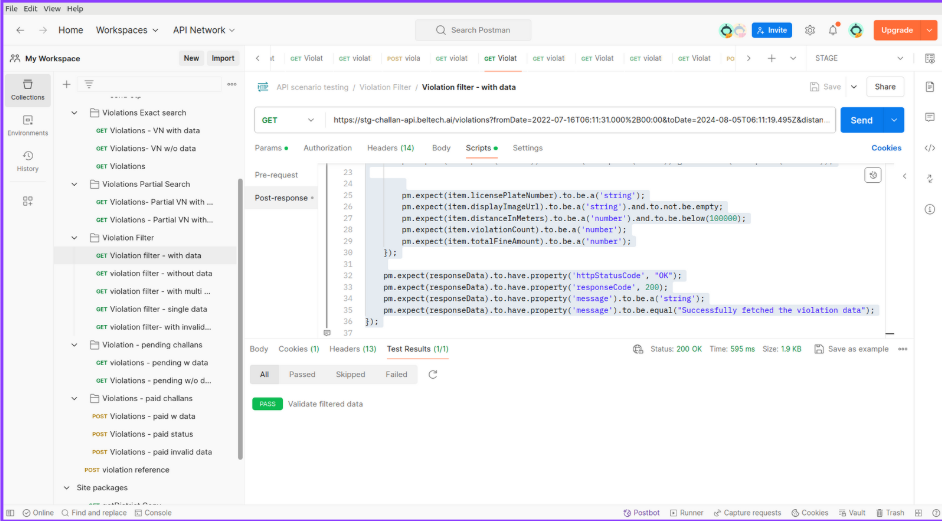 File Edit View Help
Home Workspaces API Network Search Postman Invite Upgrade
My Workspace New Import GET Violat GET violat POST viola GET Violat GET Violat GET violat GET Violat GET violat GET Violat PO STAGE
Collections
Environments
History
Violations Exact search
GET Violations - VN with data
GET Violations- VN w/o data
GET Violations
Violations Partial Search
GET Violations- Partial VN with ...
GET Violations - Partial VN with...
Violation Filter
GET Violation filter - with data
GET violation filter - without data
GET violation filter - with multi ...
GET Violation filter - single data
GET violation filter- with invalid...
Violation - pending challans
GET violations - pending w data
GET Violations - pending w/o d...
Violations - paid challans
POST Violations - paid w data
POST Violations - paid status
POST Violations - paid invalid data
POST violation reference
Site packages
API scenario testing / Violation Filter / Violation filter - with data Save Share
GET https://stg-challan-api.beltech.ai/violations?fromDate=2022-07-16T06:11:31.000%2B00:00&toDate=2024-08-05T06:11:19.495Z&distan... Send
Params Authorization Headers (14) Body Scripts Settings Cookies
Pre-request
Post-response
23
24
25 pm.expect(item.licensePlateNumber).to.be.a('string');
26 pm.expect(item.displayImageUrl).to.be.a('string').and.to.not.be.empty;
27 pm.expect(item.distanceInMeters).to.be.a('number').and.to.be.below(100000);
28 pm.expect(item.violationCount).to.be.a('number');
29 pm.expect(item.totalFineAmount).to.be.a('number');
30 });
31
32 pm.expect(responseData).to.have.property('httpStatusCode', "OK");
33 pm.expect(responseData).to.have.property('responseCode', 200);
34 pm.expect(responseData).to.have.property('message').to.be.a('string');
35 pm.expect(responseData).to.have.property('message').to.be.equal("Successfully fetched the violation data");
36 });
37
Body Cookies (1) Headers (13) Test Results (1/1) Status: 200 OK Time: 595 ms Size: 1.9 KB Save as example
All Passed Skipped Failed
PASS Validate filtered data
Online Find and replace Console Postbot Runner Capture requests Cookies Vault Trash